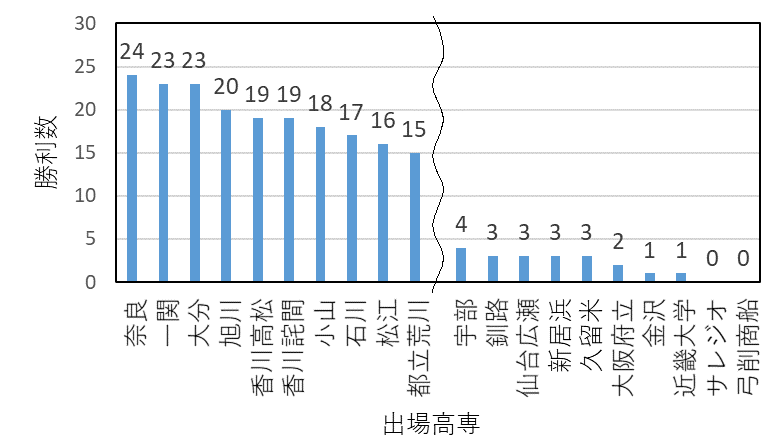 30
25
20
15
10
5
0
勝利数
24
23
23
20
19
19
18
17
16
15
4
3
3
3
3
2
1
1
0
0
奈良
一関
大分
旭川
香川高松
香川詫間
小山
石川
松江
都立荒川
宇部
釧路
仙台広瀬
新居浜
久留米
大阪府立
金沢
近畿大学
サレジオ
弓削商船
出場高専